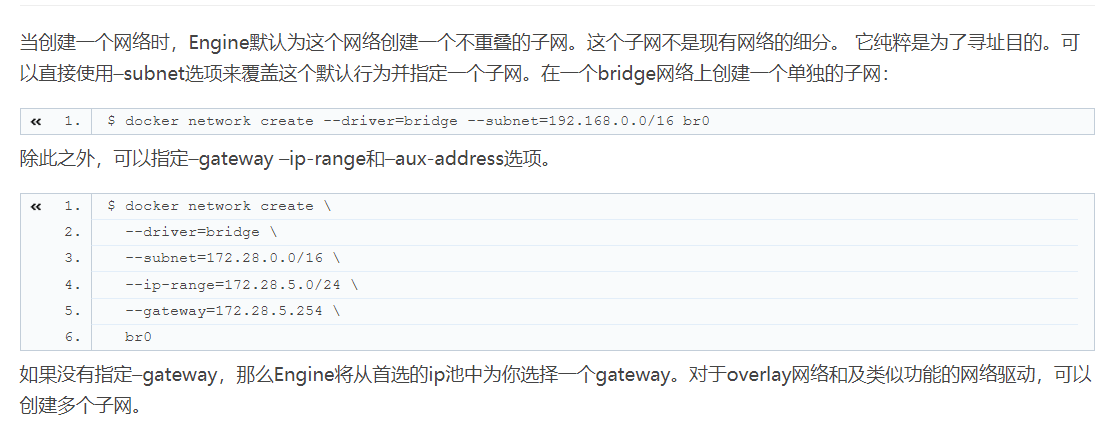 当创建一个网络时，Engine默认为这个网络创建一个不重叠的子网。这个子网不是现有网络的细分。 它纯粹是为了寻址目的。可
以直接使用–subnet选项来覆盖这个默认行为并指定一个子网。在一个bridge网络上创建一个单独的子网：
« 1. $ docker network create --driver=bridge --subnet=192.168.0.0/16 br0
除此之外，可以指定–gateway –ip-range和–aux-address选项。
« 1. $ docker network create \
2. --driver=bridge \
3. --subnet=172.28.0.0/16 \
4. --ip-range=172.28.5.0/24 \
5. --gateway=172.28.5.254 \
6. br0
如果没有指定–gateway，那么Engine将从首选的ip池中为你选择一个gateway。对于overlay网络和及类似功能的网络驱动，可以
创建多个子网。